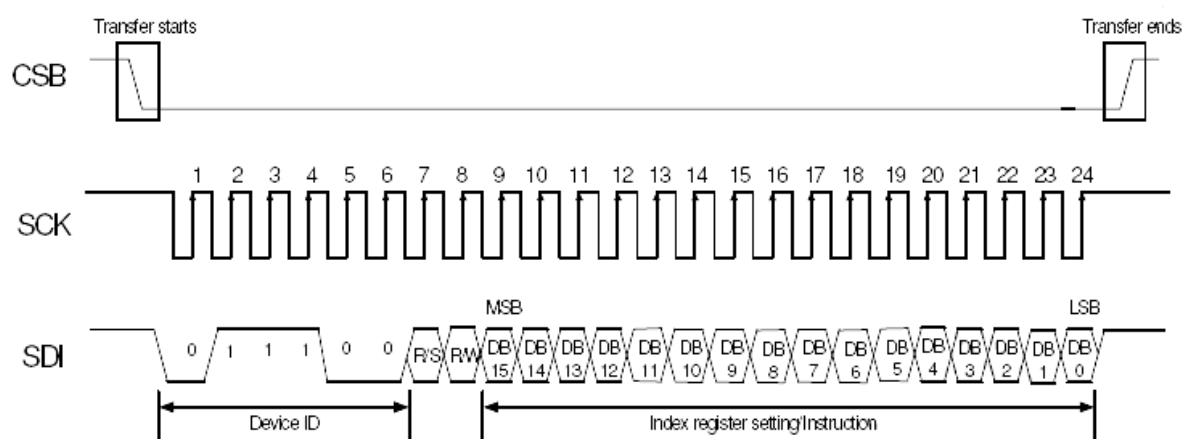 Transfer starts
Transfer ends
CSB
1 2 3 4 5 6 7 8 9 10 11 12 13 14 15 16 17 18 19 20 21 22 23 24
SCK
MSB
LSB
SDI
0 1 1 1 0 0 R/S R/W DB 15 DB 14 DB 13 DB 12 DB 11 DB 10 DB 9 DB 8 DB 7 DB 6 DB 5 DB 4 DB 3 DB 2 DB 1 DB 0
Device ID
Index register setting/Instruction